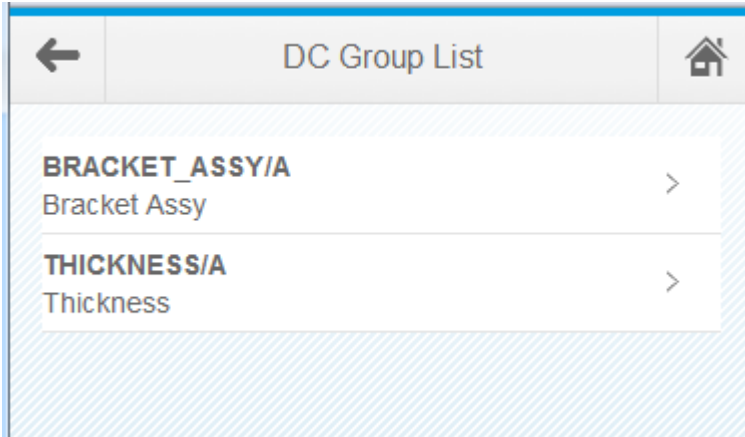 DC Group List
BRACKET_ASSY/A
Bracket Assy
THICKNESS/A
Thickness